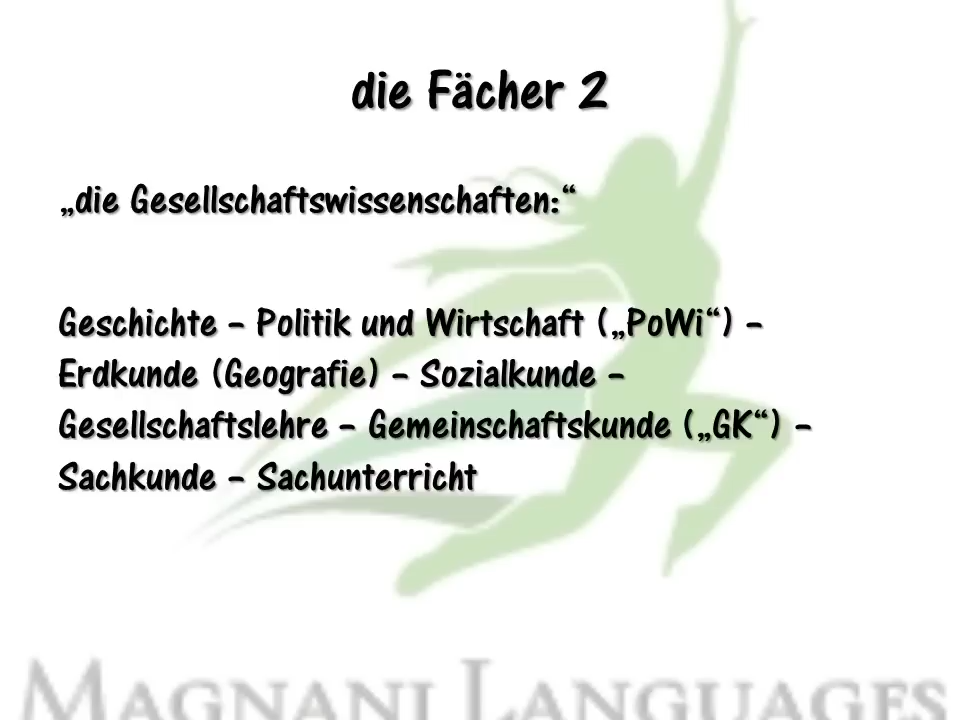 die Fächer 2
„die Gesellschaftswissenschaften:“
Geschichte – Politik und Wirtschaft („PoWi“) –
Erdkunde (Geografie) – Sozialkunde –
Gesellschaftslehre – Gemeinschaftskunde („GK“) –
Sachkunde – Sachunterricht
MAGNANI LANGUAGES